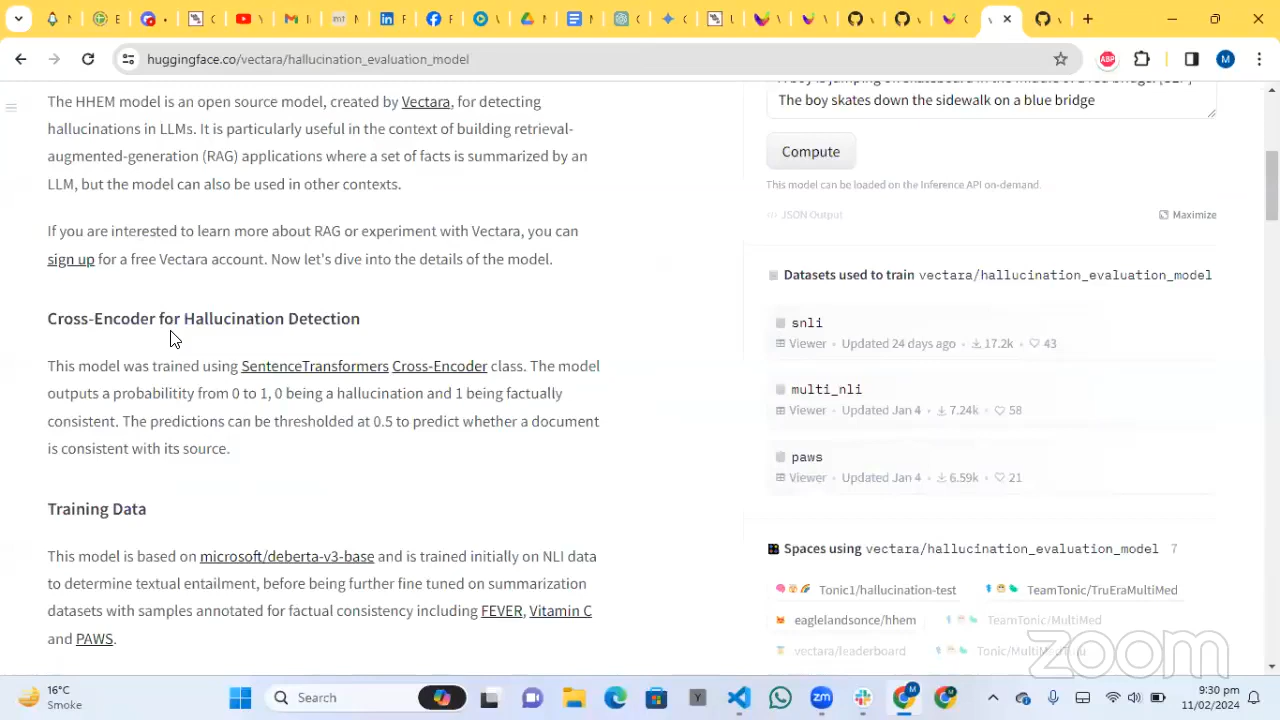 huggingface.co/vectara/hallucination_evaluation_model
ABP
M
The HHEM model is an open source model, created by Vectara, for detecting
hallucinations in LLMs. It is particularly useful in the context of building retrieval-
augmented-generation (RAG) applications where a set of facts is summarized by an
LLM, but the model can also be used in other contexts.
If you are interested to learn more about RAG or experiment with Vectara, you can
sign up for a free Vectara account. Now let's dive into the details of the model.
Cross-Encoder for Hallucination Detection
This model was trained using SentenceTransformers Cross-Encoder class. The model
outputs a probabitility from 0 to 1, 0 being a hallucination and 1 being factually
consistent. The predictions can be thresholded at 0.5 to predict whether a document
is consistent with its source.
Training Data
This model is based on microsoft/deberta-v3-base and is trained initially on NLI data
to determine textual entailment, before being further fine tuned on summarization
datasets with samples annotated for factual consistency including FEVER, Vitamin C
and PAWS.
The boy skates down the sidewalk on a blue bridge
Compute
This model can be loaded on the Inference API on-demand.
JSON Output
Maximize
Datasets used to train vectara/hallucination_evaluation_model
snli
Viewer • Updated 24 days ago • 17.2k • 43
multi_nli
Viewer • Updated Jan 4 • 7.24k • 58
paws
Viewer • Updated Jan 4 • 6.59k • 21
Spaces using vectara/hallucination_evaluation_model 7
Tonic1/hallucination-test TeamTonic/TruEraMultiMed
eaglelandsonce/hhem TeamTonic/MultiMed
vectara/leaderboard
zoom
16°C
Smoke
Search
9:30 pm
11/02/2024